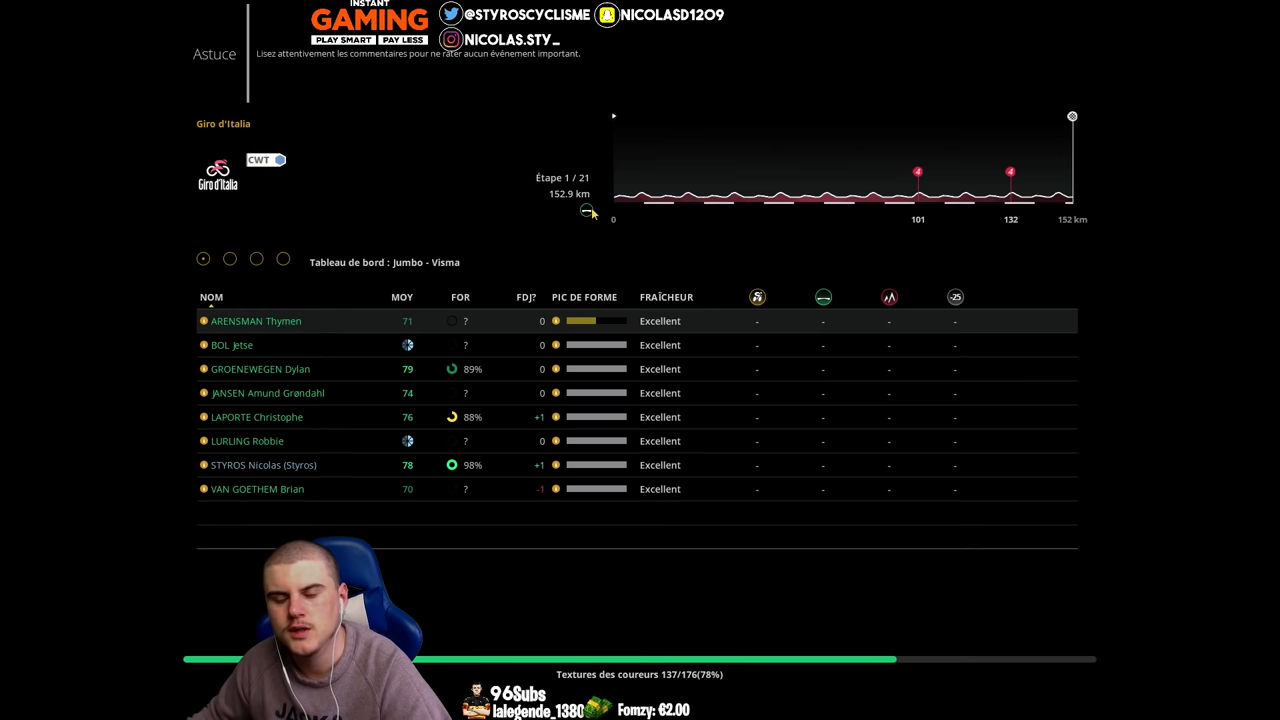 INSTANT
GAMING
PLAY SMART PAY LESS
@STYROSCYCLISME
NICOLASD1209
NICOLAS.STY_
Astuce
Lisez attentivement les commentaires pour ne rater aucun événement important.
Giro d'Italia
CWT
Giro d'Italia
Étape 1 / 21
152.9 km
4
4
0
101
132
152 km
Tableau de bord : Jumbo - Visma
NOM MOY FOR FDJ? PIC DE FORME FRAÎCHEUR -25
ARENSMAN Thymen 71 ? 0 Excellent - - - -
BOL Jetse ? 0 Excellent - - - -
GROENEWEGEN Dylan 79 89% 0 Excellent - - - -
JANSEN Amund Grøndahl 74 ? 0 Excellent - - - -
LAPORTE Christophe 76 88% +1 Excellent - - - -
LURLING Robbie ? 0 Excellent - - - -
STYROS Nicolas (Styros) 78 98% +1 Excellent - - - -
VAN GOETHEM Brian 70 ? -1 Excellent - - - -
Textures des coureurs 137/176(78%)
96Subs
lalegende_1380
Fomzy: €2.00